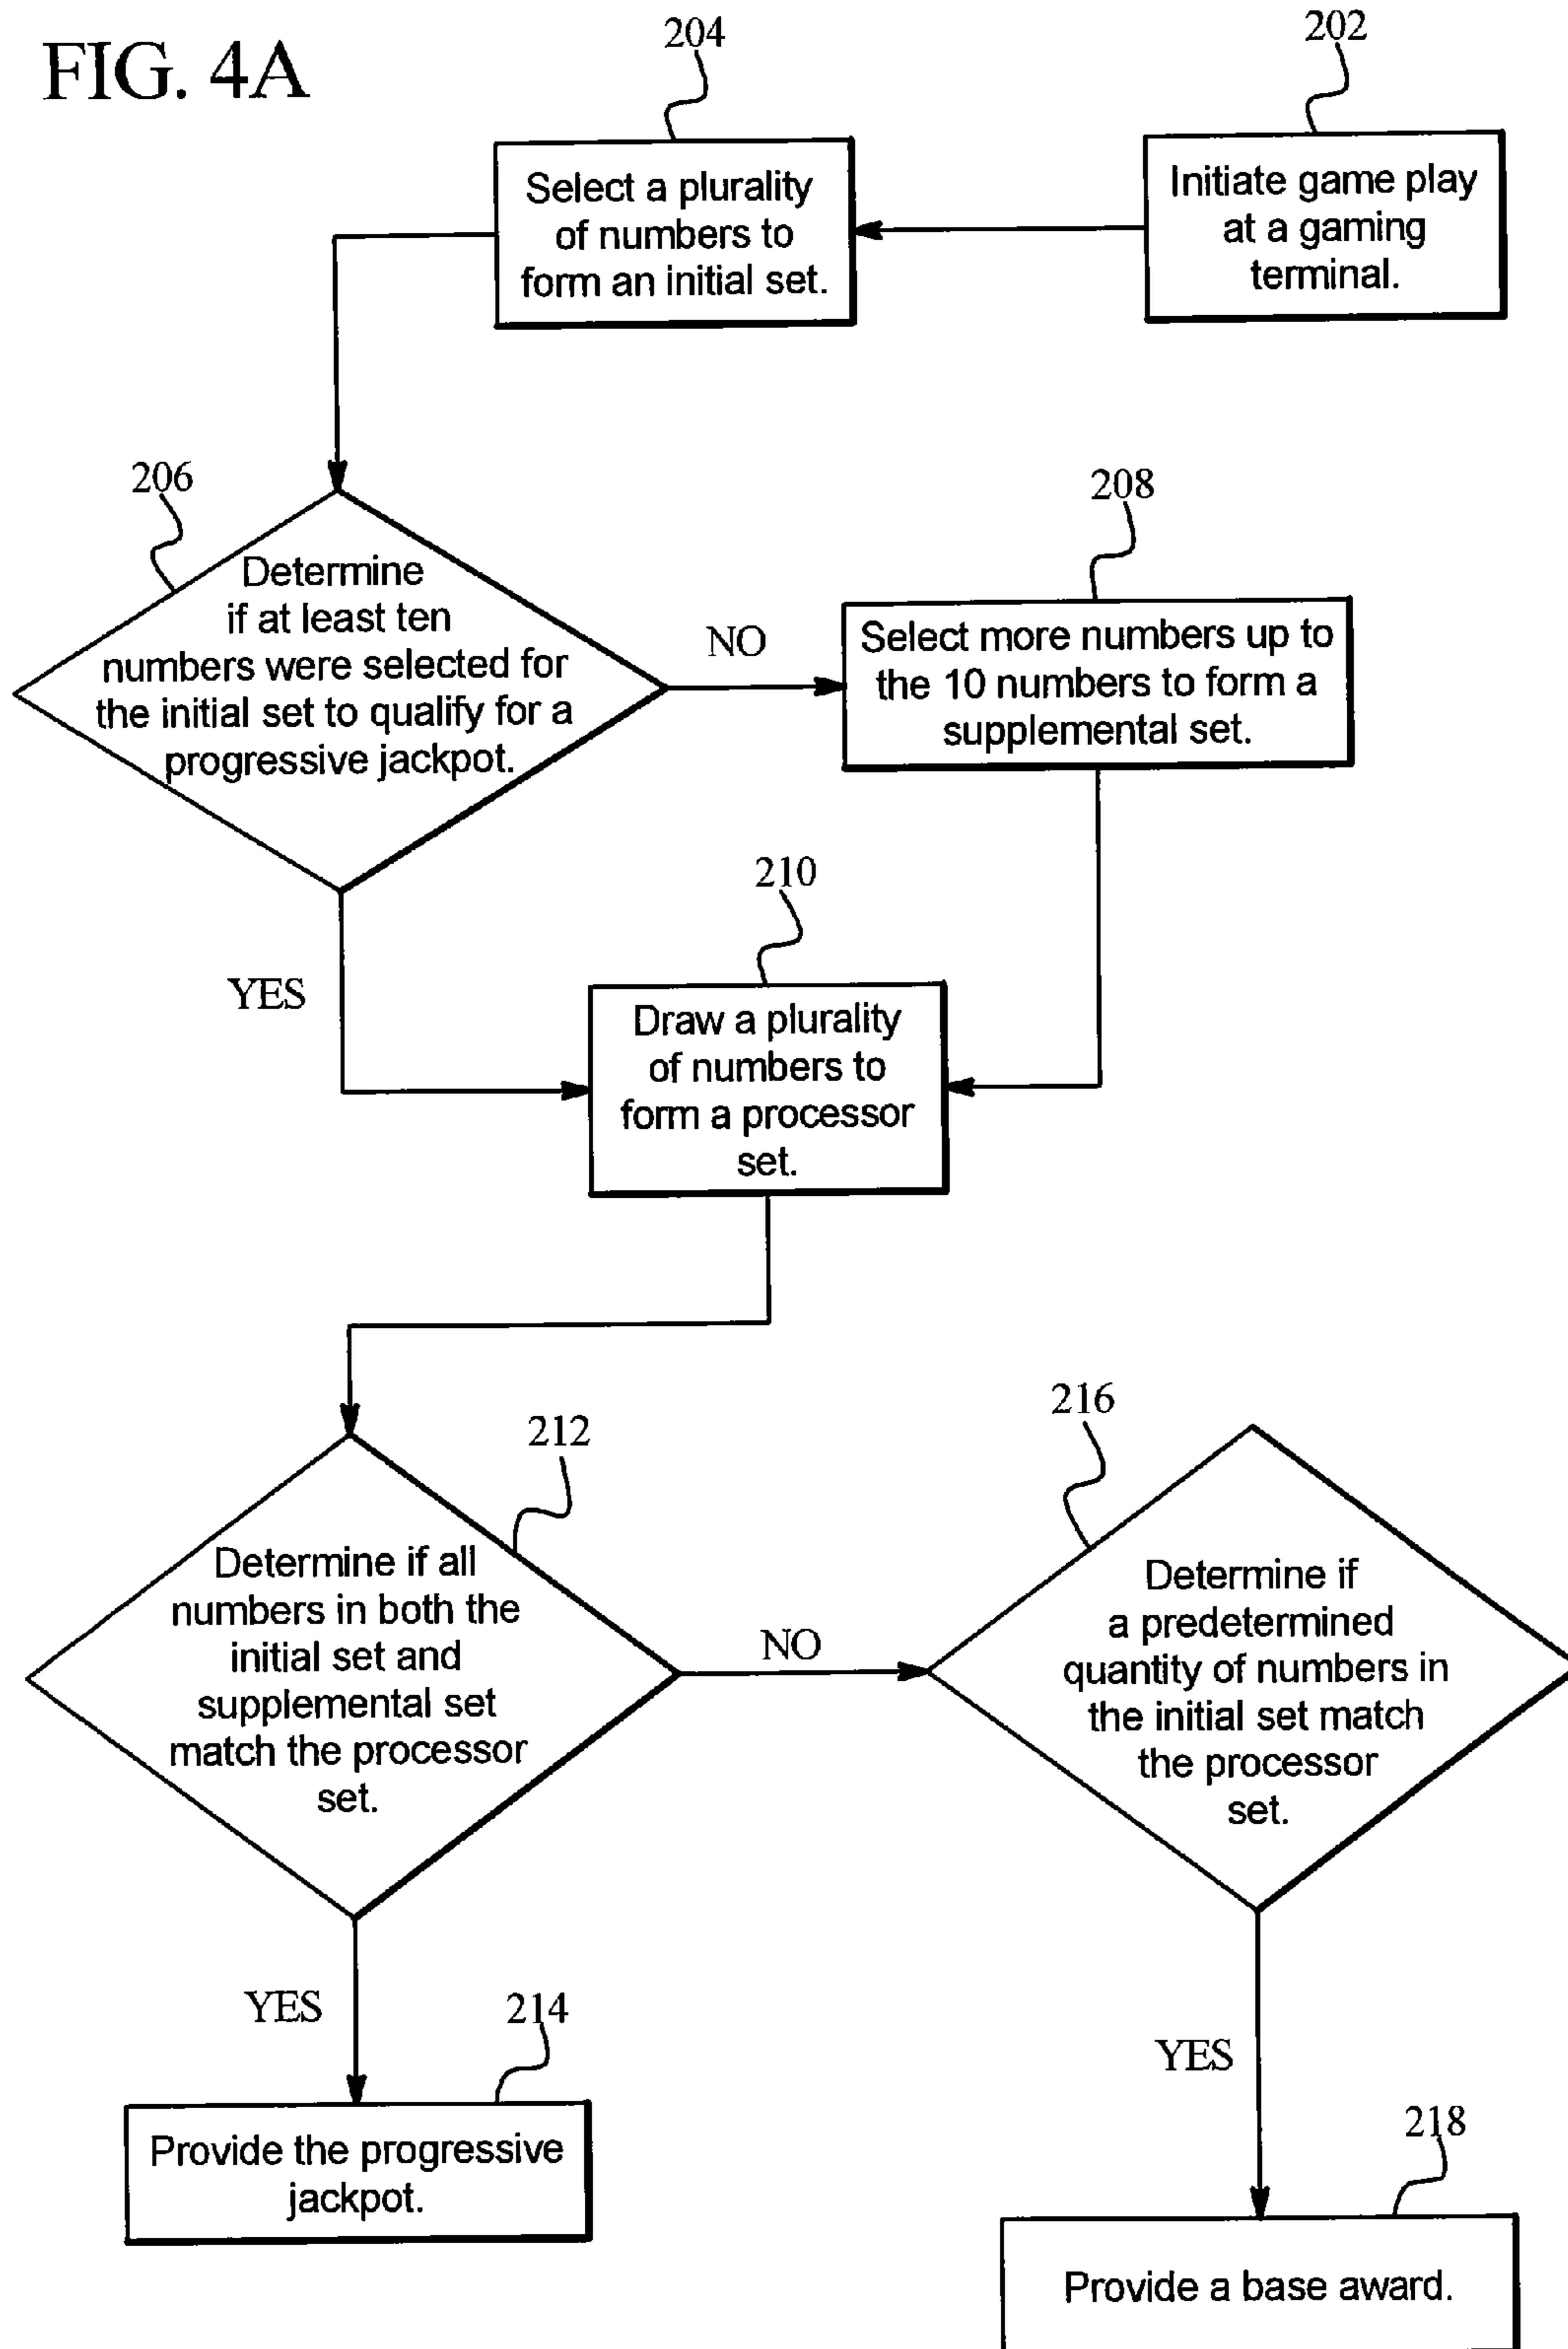 FIG. 4A
204
202
Select a plurality
of numbers to
form an initial set.
Initiate game play
at a gaming
terminal.
206
Determine
if at least ten
numbers were selected for
the initial set to qualify for a
progressive jackpot.
NO
208
Select more numbers up to
the 10 numbers to form a
supplemental set.
YES
210
Draw a plurality
of numbers to
form a processor
set.
212
Determine if all
numbers in both the
initial set and
supplemental set
match the processor
set.
NO
216
Determine if
a predetermined
quantity of numbers in
the initial set match
the processor
set.
YES
214
Provide the progressive
jackpot.
YES
218
Provide a base award.